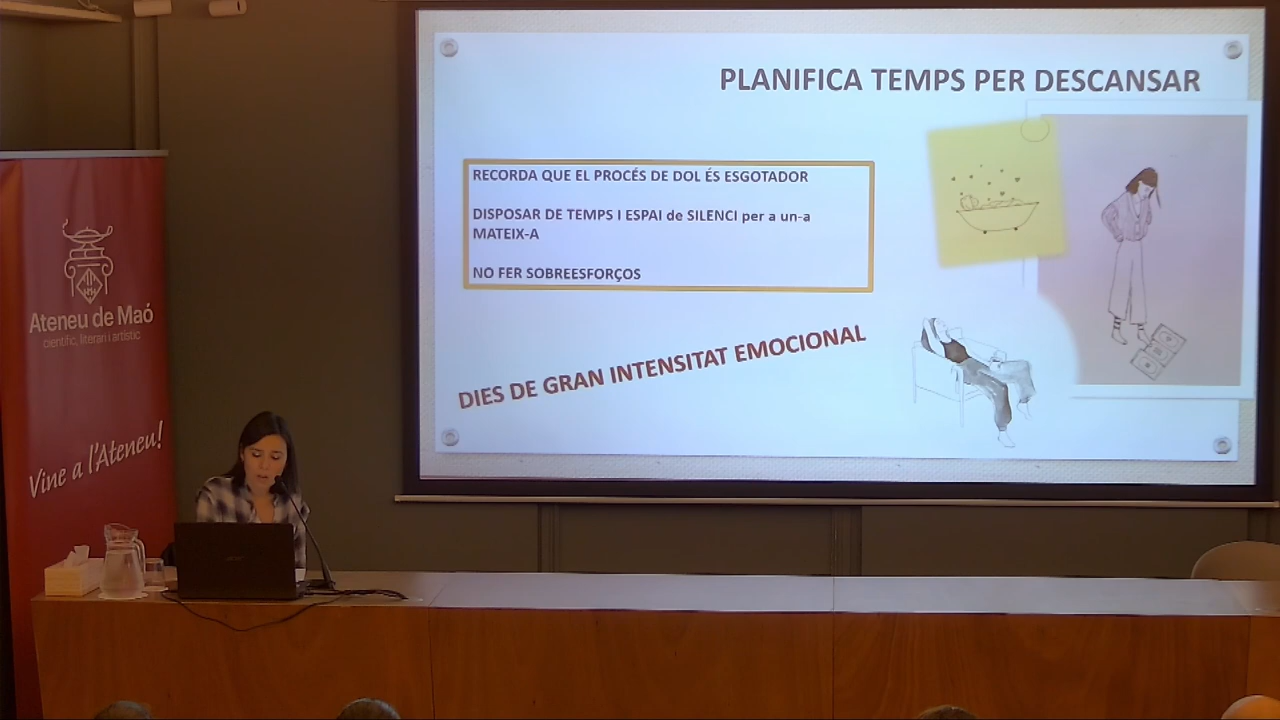 PLANIFICA TEMPS PER DESCANSAR
RECORDA QUE EL PROCÉS DE DOL ÉS ESGOTADOR
DISPOSAR DE TEMPS I ESPAI de SILENCI per a un-a
MATEIX-A
NO FER SOBREESFORÇOS
DIES DE GRAN INTENSITAT EMOCIONAL
Ateneu de Maó
científic, literari i artístic
Vine a l'Ateneu!